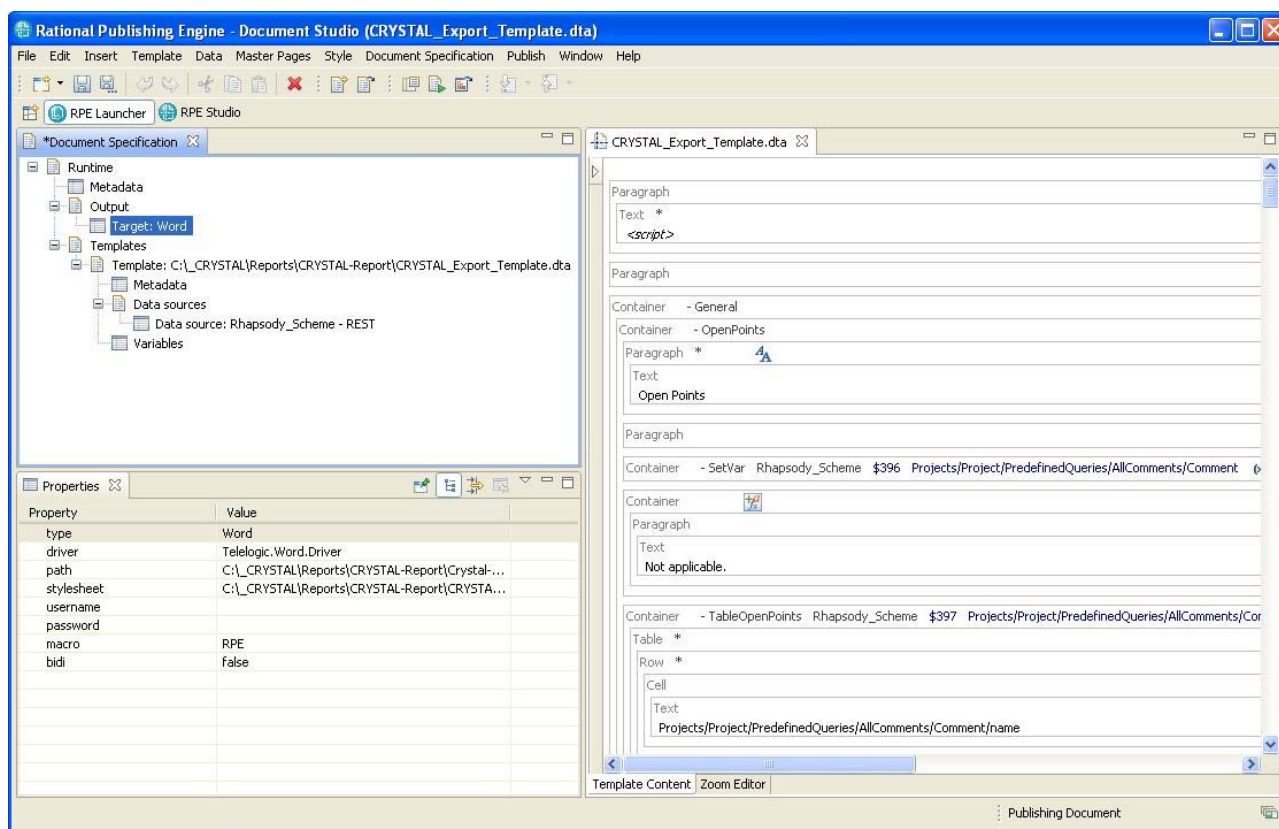 Rational Publishing Engine - Document Studio (CRYSTAL_Export_Template.dta)
File Edit Insert Template Data Master Pages Style Document Specification Publish Window Help
RPE Launcher RPE Studio
*Document Specification
Runtime
Metadata
Output
Target: Word
Templates
Template: C:\_CRYSTAL\Reports\CRYSTAL-Report\CRYSTAL_Export_Template.dta
Metadata
Data sources
Data source: Rhapsody_Scheme - REST
Variables
Properties
Property Value
type Word
driver Telelogic.Word.Driver
path C:\_CRYSTAL\Reports\CRYSTAL-Report\Crystal-...
stylesheet C:\_CRYSTAL\Reports\CRYSTAL-Report\CRYSTA...
username
password
macro RPE
bidi false
CRYSTAL_Export_Template.dta
Paragraph
Text *
<script>
Paragraph
Container - General
Container - OpenPoints
Paragraph *
Text
Open Points
Paragraph
Container - SetVar Rhapsody_Scheme $396 Projects/Project/PredefinedQueries/AllComments/Comment
Container
Paragraph
Text
Not applicable.
Container - TableOpenPoints Rhapsody_Scheme $397 Projects/Project/PredefinedQueries/AllComments/Cor
Table *
Row *
Cell
Text
Projects/Project/PredefinedQueries/AllComments/Comment/name
Template Content Zoom Editor
Publishing Document